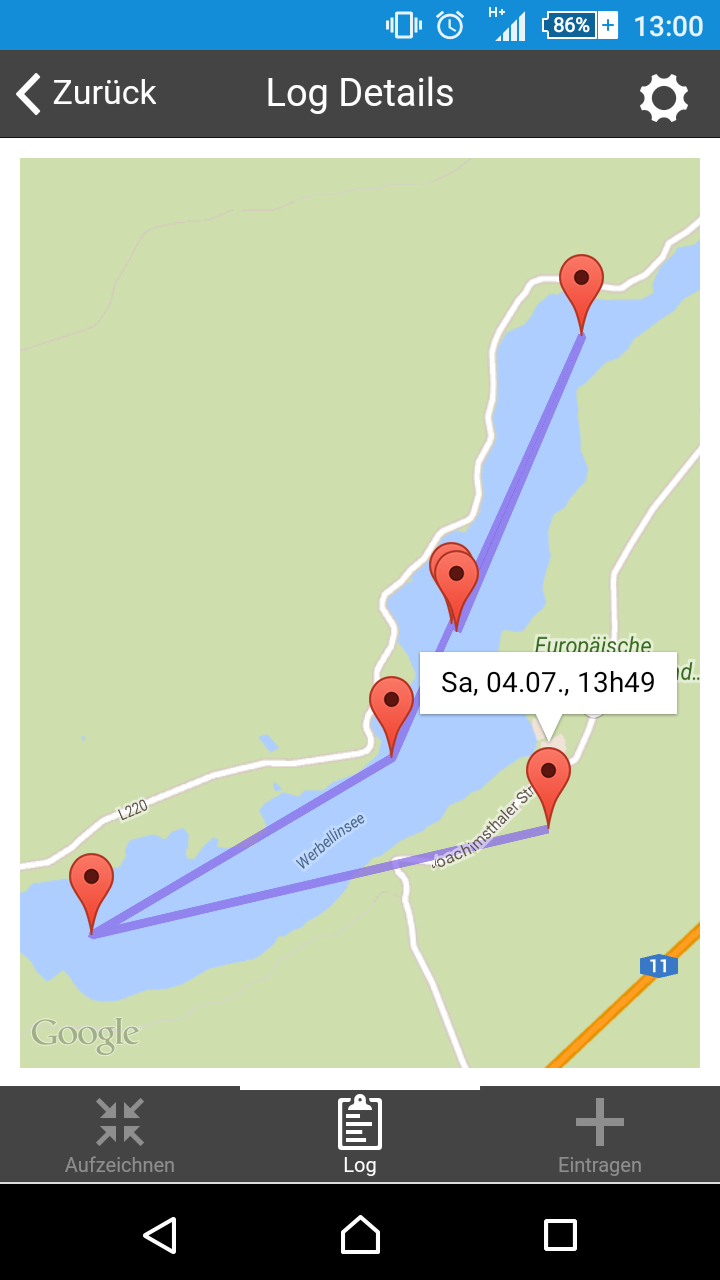 H+
86%
13:00
Zurück
Log Details
Europäische
nd...
Sa, 04.07., 13h49
L220
Werbellinsee
Joachimsthaler Str
11
Google
Aufzeichnen
Log
Eintragen